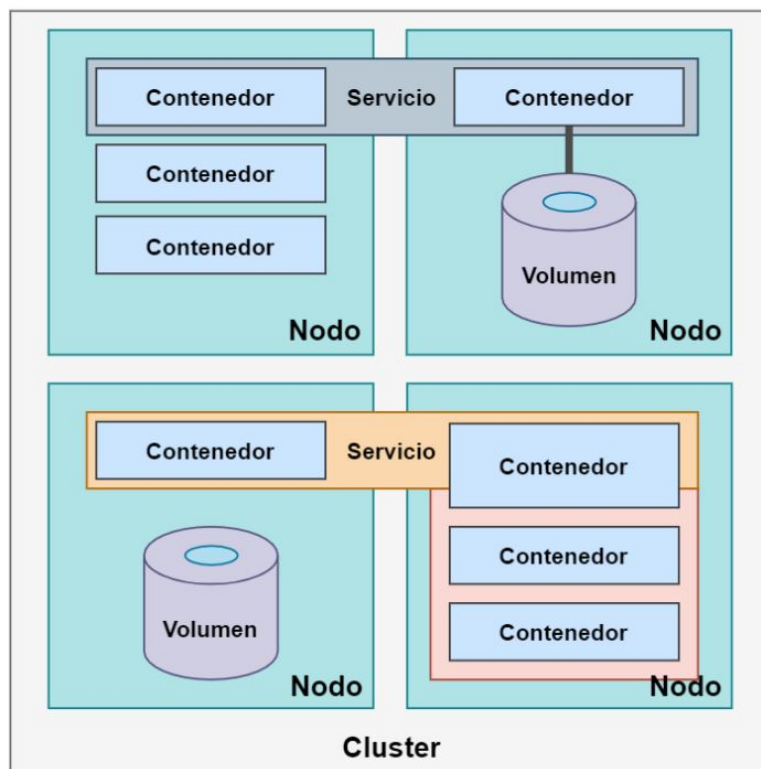 Contenedor
Servicio
Contenedor
Contenedor
Contenedor
Volumen
Nodo
Nodo
Contenedor
Servicio
Contenedor
Contenedor
Contenedor
Volumen
Nodo
Nodo
Cluster